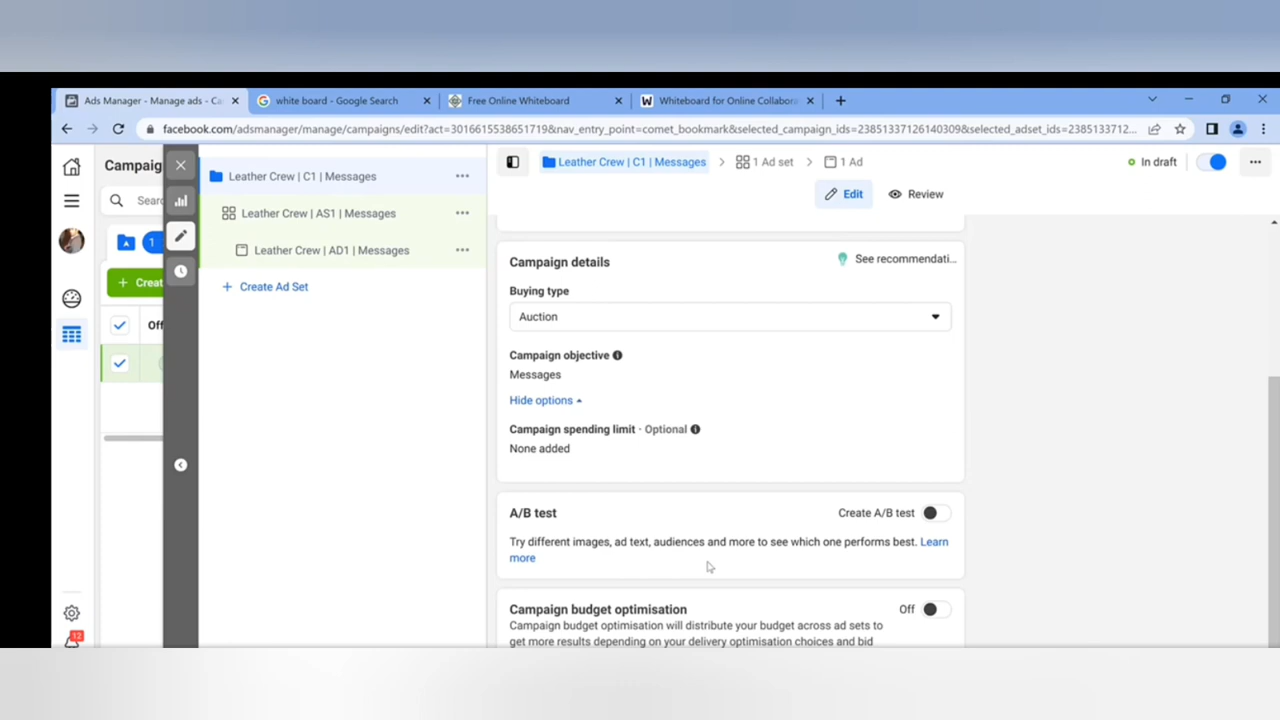 Ads Manager - Manage ads - Ca
white board - Google Search
Free Online Whiteboard
Whiteboard for Online Collabora
facebook.com/adsmanager/manage/campaigns/edit?act=3016615538651719&nav_entry_point=comet_bookmark&selected_campaign_ids=23851337126140309&selected_adset_ids=2385133712...
Campaig
Sear
1
Creat
Off
12
Leather Crew | C1 | Messages
Leather Crew | AS1 | Messages
Leather Crew | AD1 | Messages
Create Ad Set
Leather Crew | C1 | Messages
1 Ad set
1 Ad
In draft
Edit
Review
Campaign details
See recommendati...
Buying type
Auction
Campaign objective
Messages
Hide options
Campaign spending limit · Optional
None added
A/B test
Create A/B test
Try different images, ad text, audiences and more to see which one performs best. Learn
more
Campaign budget optimisation
Off
Campaign budget optimisation will distribute your budget across ad sets to
get more results depending on your delivery optimisation choices and bid